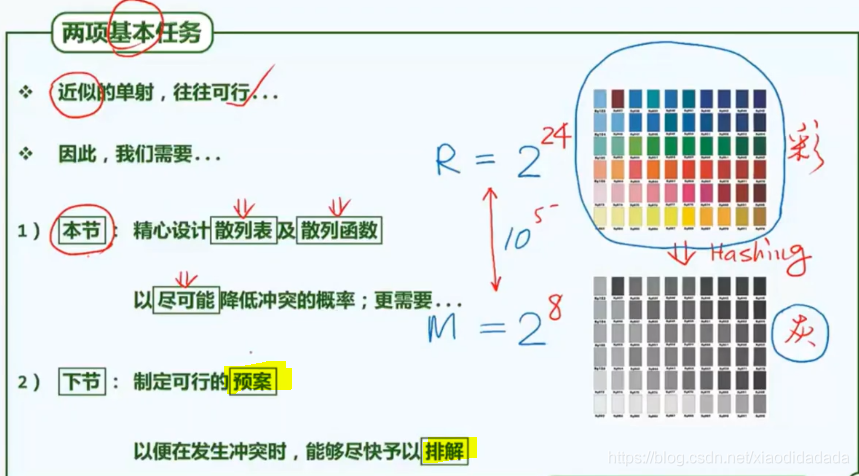 两项基本任务
❖ 近似的单射，往往可行...
❖ 因此，我们需要...
1） 本节： 精心设计散列表及散列函数
以尽可能降低冲突的概率；更需要...
2） 下节： 制定可行的预案
以便在发生冲突时，能够尽快予以排解
R = 2^24
10^5
M = 2^8
彩
Hashing
灰
https://blog.csdn.net/xiaodidadada